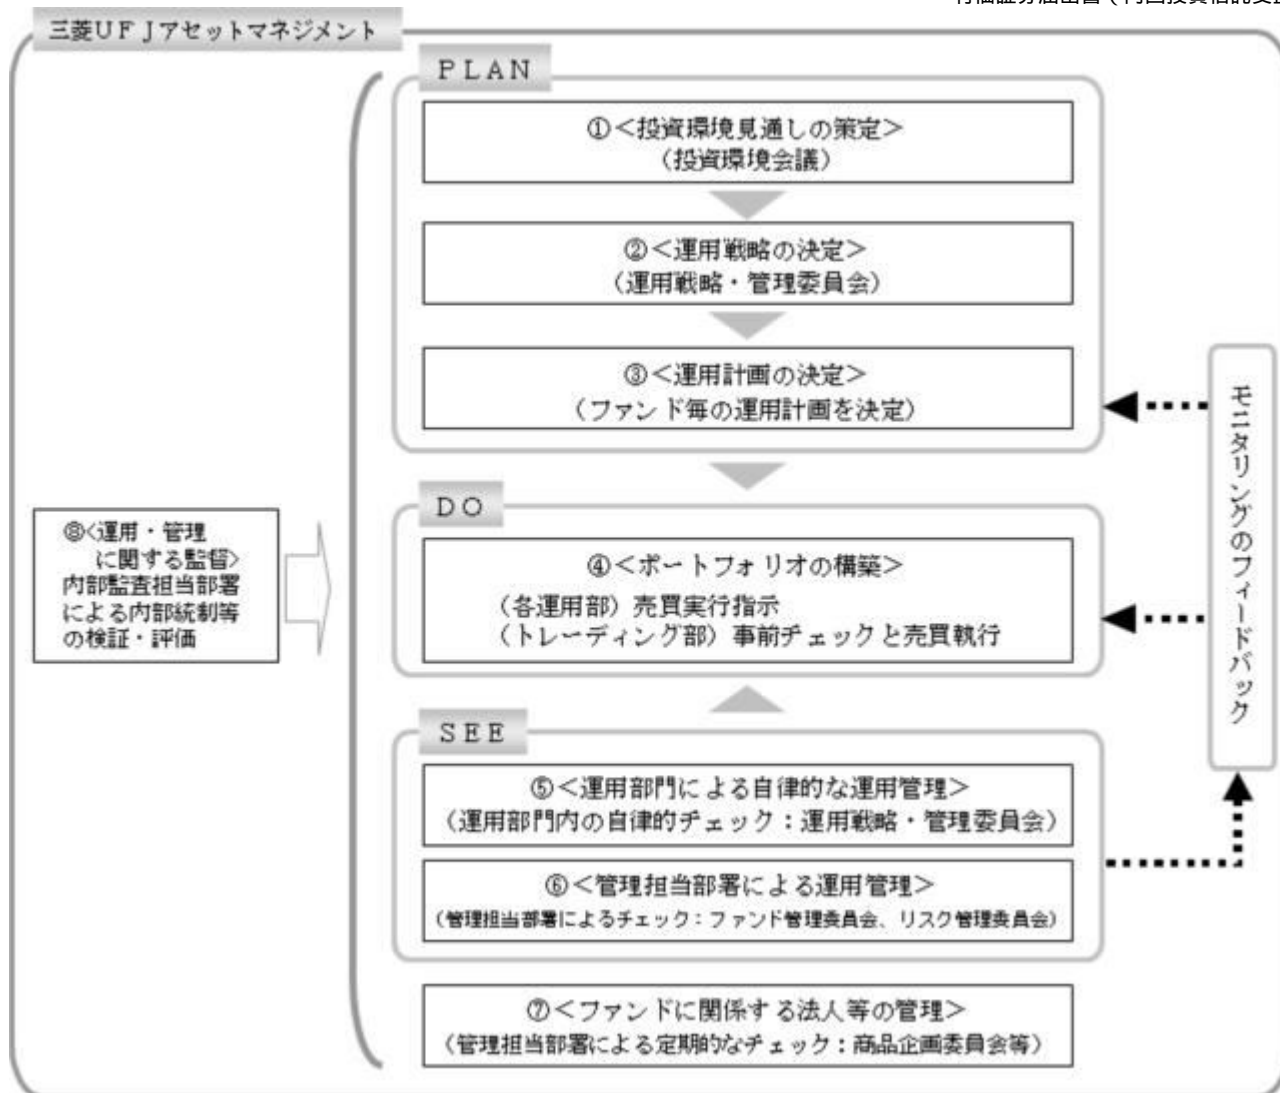 三菱UFJアセットマネジメント
PLAN
①＜投資環境見通しの策定＞
（投資環境会議）
②＜運用戦略の決定＞
（運用戦略・管理委員会）
③＜運用計画の決定＞
（ファンド毎の運用計画を決定）
DO
④＜ポートフォリオの構築＞
（各運用部）売買実行指示
（トレーディング部）事前チェックと売買執行
SEE
⑤＜運用部門による自律的な運用管理＞
（運用部門内の自律的チェック：運用戦略・管理委員会）
⑥＜管理担当部署による運用管理＞
（管理担当部署によるチェック：ファンド管理委員会、リスク管理委員会）
⑦＜ファンドに関係する法人等の管理＞
（管理担当部署による定期的なチェック：商品企画委員会等）
⑧＜運用・管理
に関する監督＞
内部監査担当部署
による内部統制等
の検証・評価
モニタリングのフィードバック